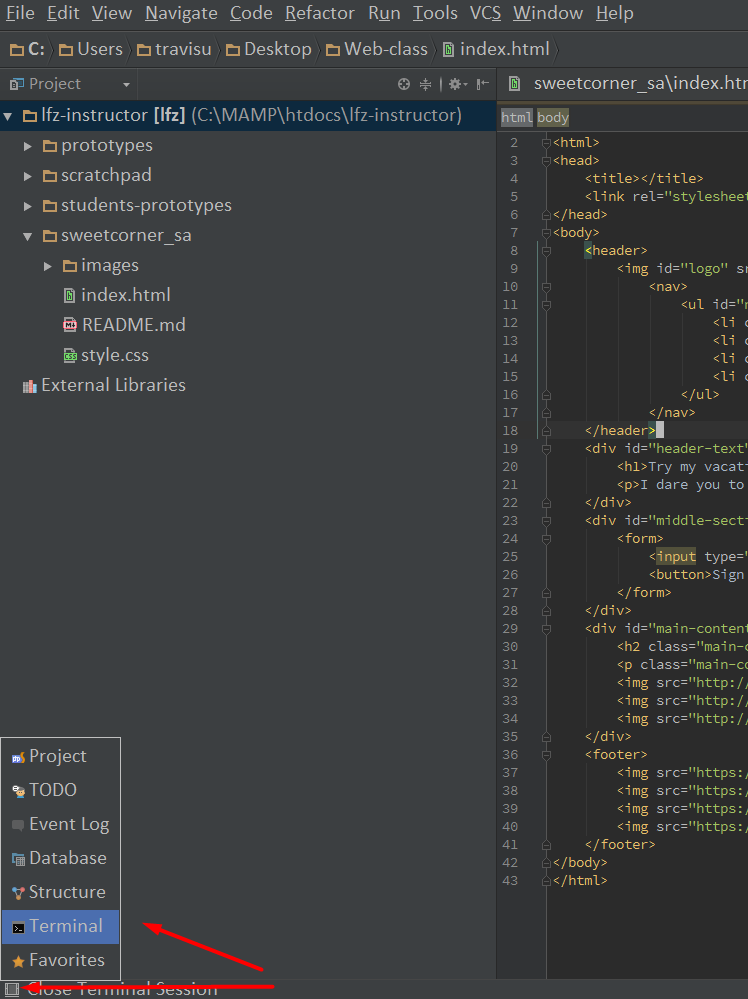 File Edit View Navigate Code Refactor Run Tools VCS Window Help
C: Users travisu Desktop Web-class index.html
Project
sweetcorner_sa\index.htm
lfz-instructor [lfz] (C:\MAMP\htdocs\lfz-instructor)
html body
prototypes
scratchpad
students-prototypes
sweetcorner_sa
images
index.html
README.md
style.css
External Libraries
2 <html>
3 <head>
4 <title></title>
5 <link rel="stylesheet
6 </head>
7 <body>
8 <header>
9 <img id="logo" sr
10 <nav>
11 <ul id="n
12 <li c
13 <li c
14 <li c
15 <li c
16 </ul>
17 </nav>
18 </header>
19 <div id="header-text"
20 <h1>Try my vacati
21 <p>I dare you to
22 </div>
23 <div id="middle-secti
24 <form>
25 <input type="
26 <button>Sign
27 </form>
28 </div>
29 <div id="main-content
30 <h2 class="main-c
31 <p class="main-co
32 <img src="http://
33 <img src="http://
34 <img src="http://
35 </div>
36 <footer>
37 <img src="https:/
38 <img src="https:/
39 <img src="https:/
40 <img src="https:/
41 </footer>
42 </body>
43 </html>
Project
TODO
Event Log
Database
Structure
Terminal
Favorites
Close Terminal Session